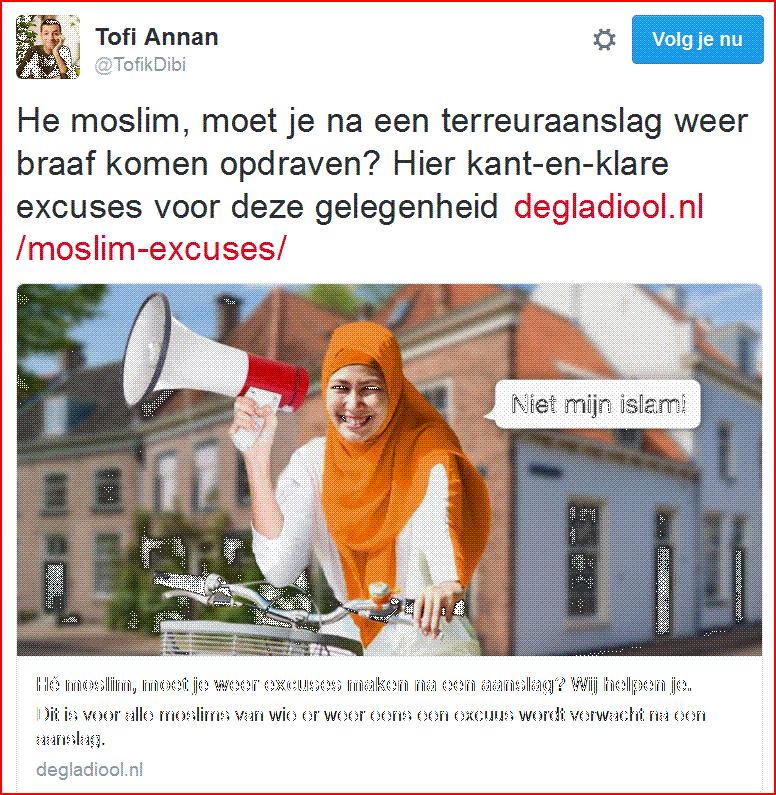 Tofi Annan
@TofikDibi
Volg je nu
He moslim, moet je na een terreuraanslag weer
braaf komen opdraven? Hier kant-en-klare
excuses voor deze gelegenheid degladiool.nl
/moslim-excuses/
Niet mijn islam!
Hé moslim, moet je weer excuses maken na een aanslag? Wij helpen je.
Dit is voor alle moslims van wie er weer eens een excuus wordt verwacht na een
aanslag.
degladiool.nl